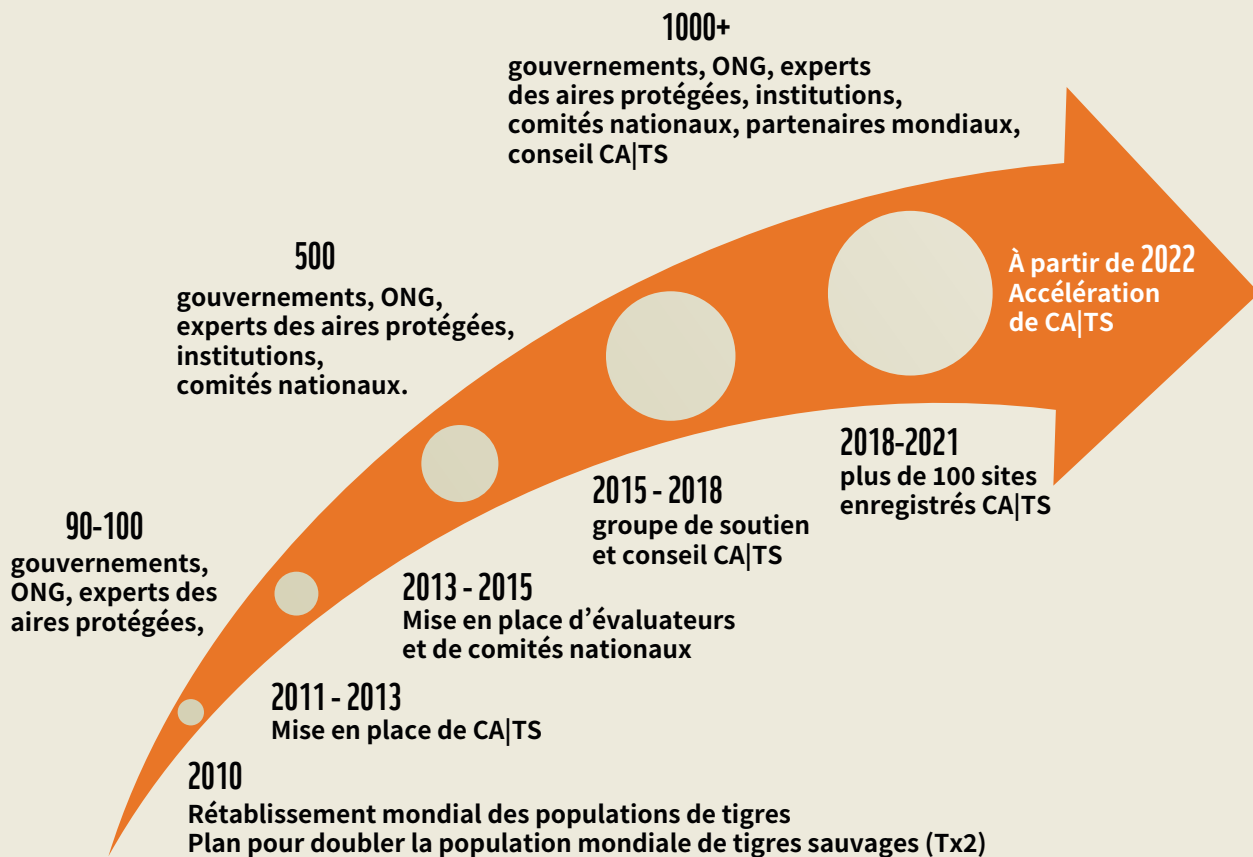 1000+
gouvernements, ONG, experts
des aires protégées, institutions,
comités nationaux, partenaires mondiaux,
conseil CA|TS
500
gouvernements, ONG,
experts des aires protégées,
institutions,
comités nationaux.
90-100
gouvernements,
ONG, experts des
aires protégées,
À partir de 2022
Accélération
de CA|TS
2018-2021
plus de 100 sites
enregistrés CA|TS
2015 - 2018
groupe de soutien
et conseil CA|TS
2013 - 2015
Mise en place d’évaluateurs
et de comités nationaux
2011 - 2013
Mise en place de CA|TS
2010
Rétablissement mondial des populations de tigres
Plan pour doubler la population mondiale de tigres sauvages (Tx2)